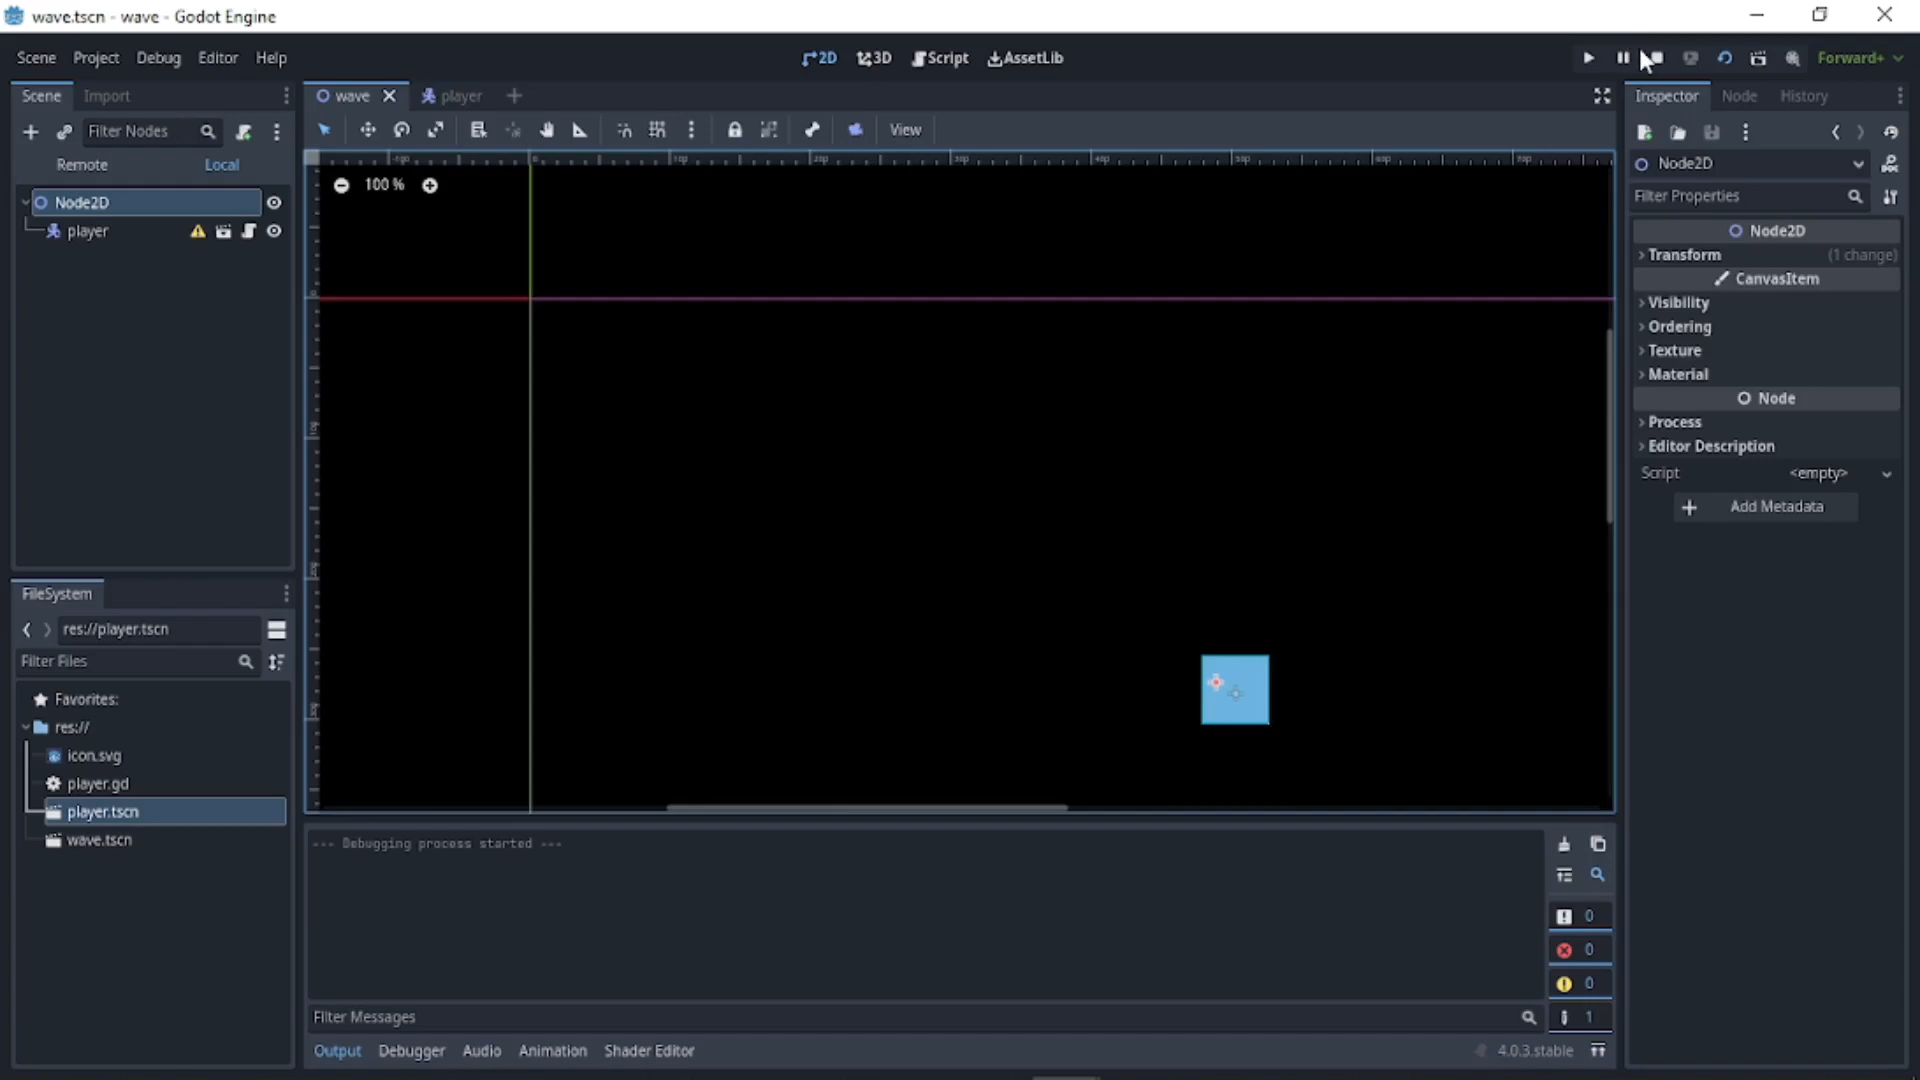 wave.tscn - wave - Godot Engine
Scene Project Debug Editor Help
2D 3D Script AssetLib
Forward+
Scene Import
wave player
Inspector Node History
Filter Nodes
View
Remote Local
Node2D
player
100 %
Node2D
Filter Properties
Node2D
Transform (1 change)
CanvasItem
Visibility
Ordering
Texture
Material
Node
Process
Editor Description
Script <empty>
Add Metadata
FileSystem
res://player.tscn
Filter Files
Favorites:
res://
icon.svg
player.gd
player.tscn
wave.tscn
--- Debugging process started ---
0
0
0
1
Filter Messages
Output Debugger Audio Animation Shader Editor
4.0.3.stable